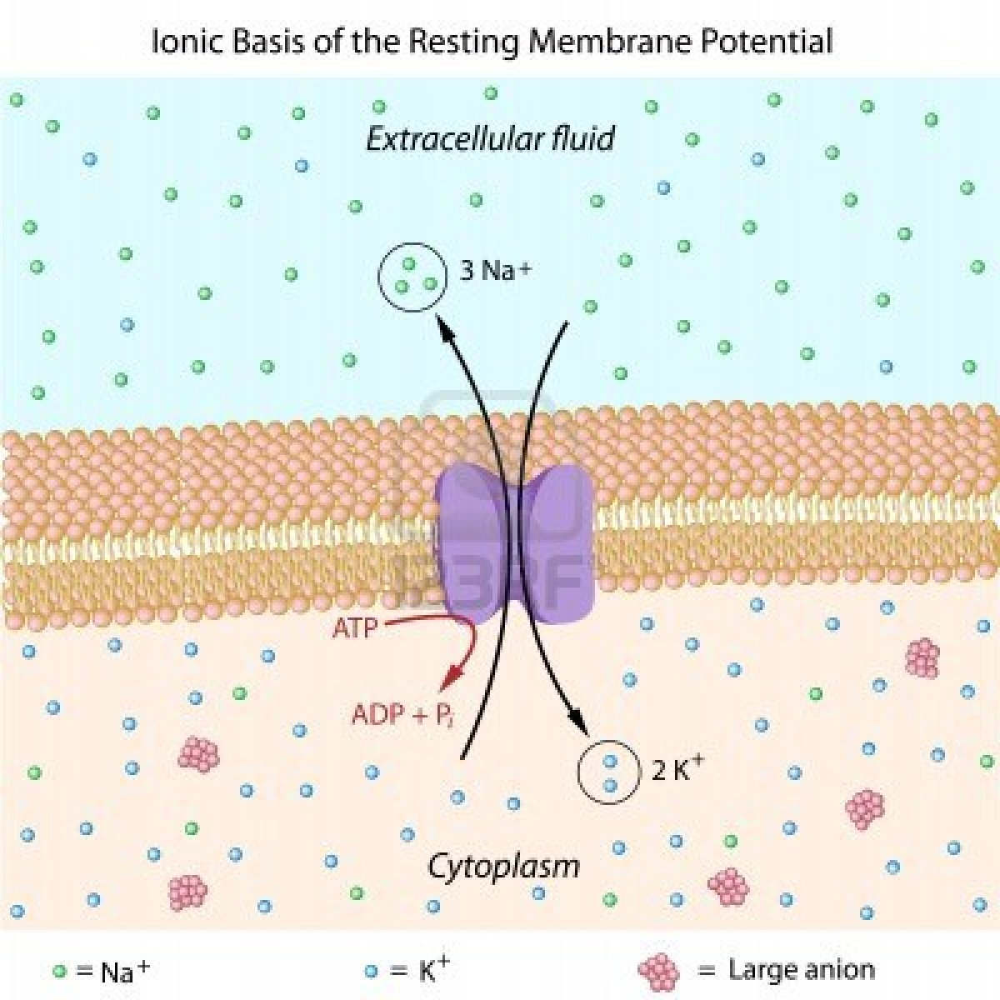 Ionic Basis of the Resting Membrane Potential
Extracellular fluid
3 Na+
123RF
ATP
ADP + Pi
2 K+
Cytoplasm
= Na+
= K+
= Large anion